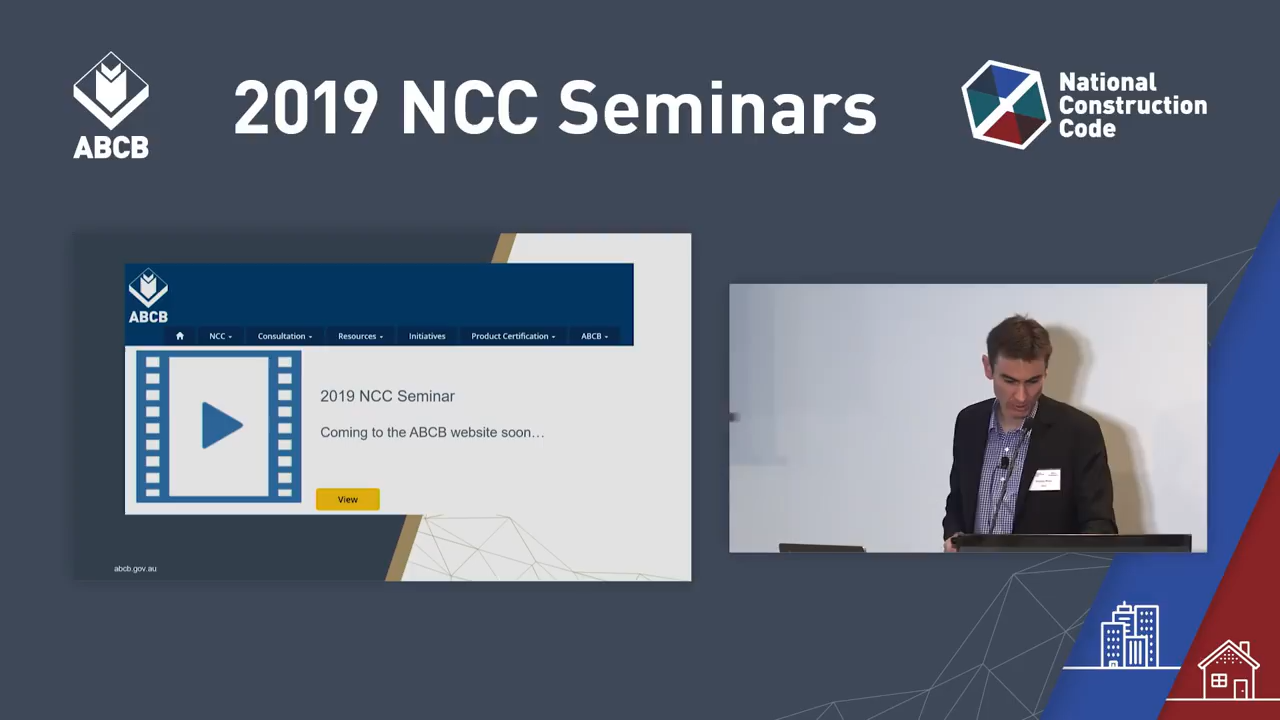 ABCB
2019 NCC Seminars
National
Construction
Code
ABCB
NCC
Consultation
Resources
Initiatives
Product Certification
ABCB
2019 NCC Seminar
Coming to the ABCB website soon…
View
abcb.gov.au